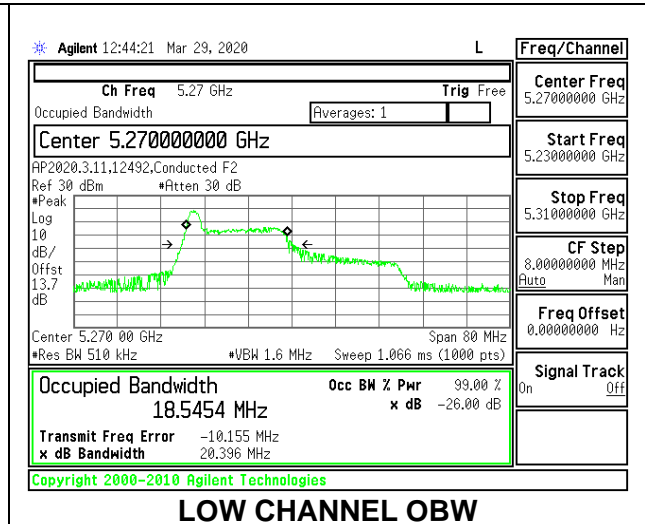 Agilent 12:44:21 Mar 29, 2020 L Freq/Channel
Ch Freq 5.27 GHz Trig Free
Occupied Bandwidth Averages: 1
Center 5.270000000 GHz
AP2020.3.11,12492,Conducted F2
Ref 30 dBm #Atten 30 dB
#Peak
Log
10
dB/
Offst
13.7
dB
Center 5.270 00 GHz Span 80 MHz
#Res BW 510 kHz #VBW 1.6 MHz Sweep 1.066 ms (1000 pts)
Occupied Bandwidth Occ BW % Pwr 99.00 %
18.5454 MHz x dB -26.00 dB
Transmit Freq Error -10.155 MHz
x dB Bandwidth 20.396 MHz
Copyright 2000-2010 Agilent Technologies
Center Freq
5.27000000 GHz
Start Freq
5.23000000 GHz
Stop Freq
5.31000000 GHz
CF Step
8.00000000 MHz
Auto Man
Freq Offset
0.00000000 Hz
Signal Track
On Off
LOW CHANNEL OBW